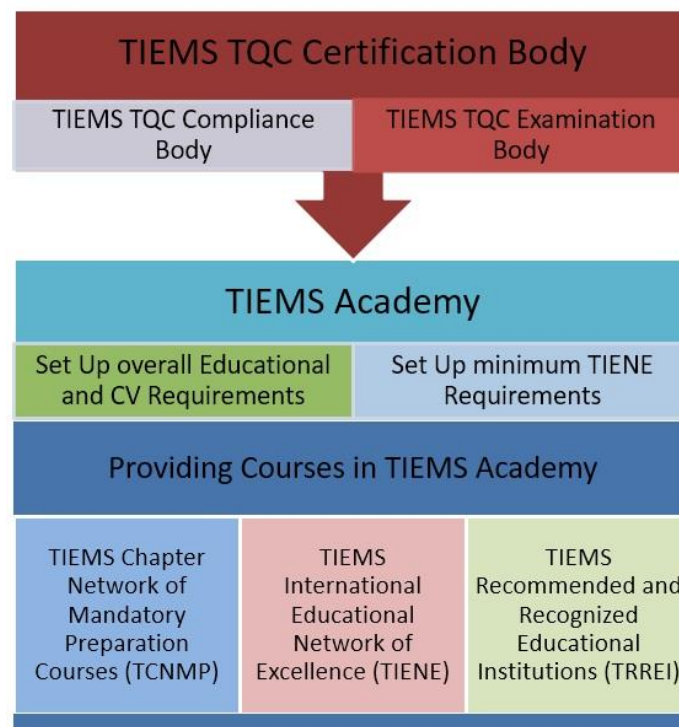 TIEMS TQC Certification Body
TIEMS TQC Compliance
Body
TIEMS TQC Examination
Body
TIEMS Academy
Set Up overall Educational
and CV Requirements
Set Up minimum TIENE
Requirements
Providing Courses in TIEMS Academy
TIEMS Chapter
Network of
Mandatory
Preparation
Courses (TCNMP)
TIEMS
International
Educational
Network of
Excellence (TIENE)
TIEMS
Recommended and
Recognized
Educational
Institutions (TRREI)